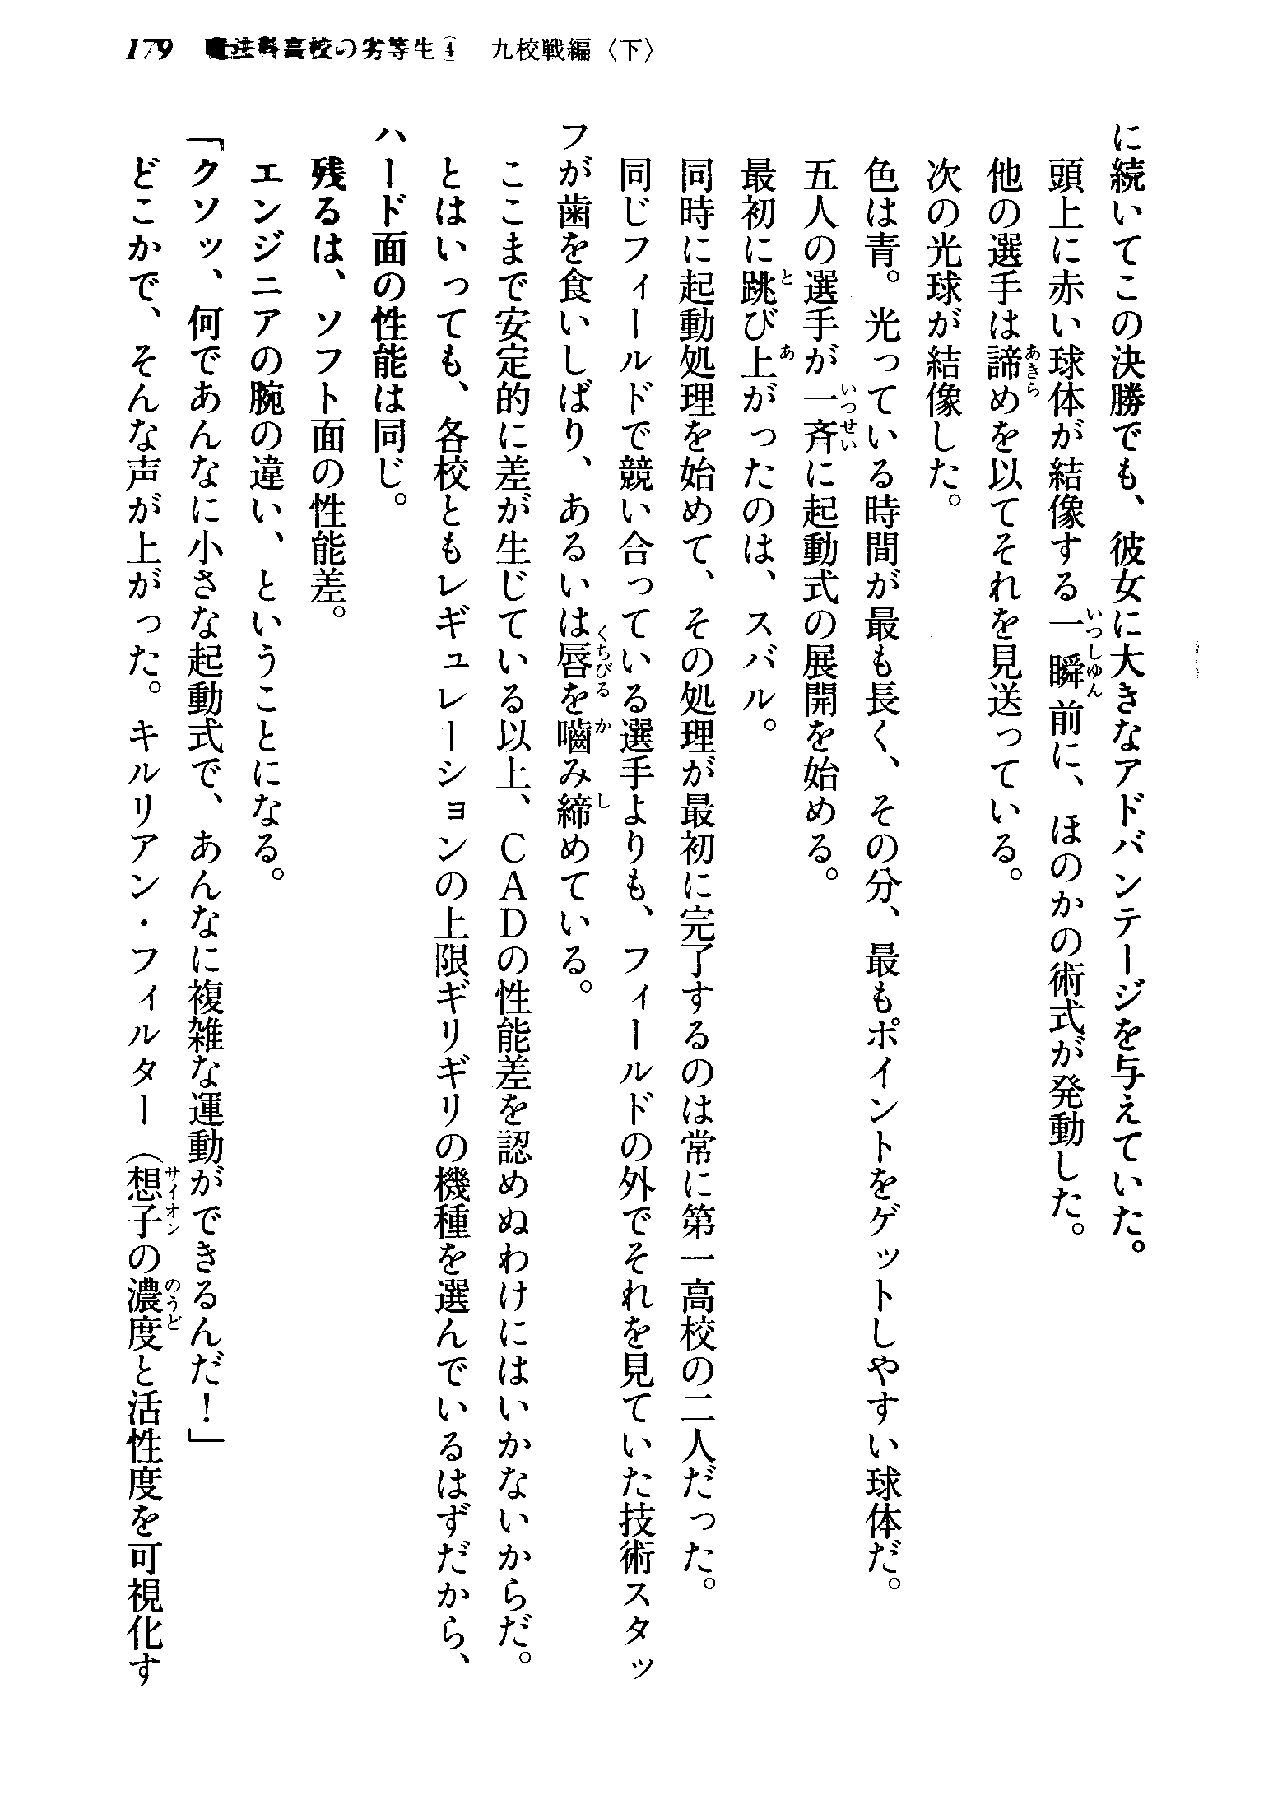 179 魔法科高校の劣等生④ 九校戦編〈下〉
に続いてこの決勝でも、彼女に大きなアドバンテージを与えていた。
頭上に赤い球体が結像する一瞬前に、ほのかの術式が発動した。
他の選手は諦めを以てそれを見送っている。
次の光球が結像した。
色は青。光っている時間が最も長く、その分、最もポイントをゲットしやすい球体だ。
五人の選手が一斉に起動式の展開を始める。
最初に跳び上がったのは、スバル。
同時に起動処理を始めて、その処理が最初に完了するのは常に第一高校の二人だった。
同じフィールドで競い合っている選手よりも、フィールドの外でそれを見ていた技術スタッ
フが歯を食いしばり、あるいは唇を嚙み締めている。
ここまで安定的に差が生じている以上、ＣＡＤの性能差を認めぬわけにはいかないからだ。
とはいっても、各校ともレギュレーションの上限ギリギリの機種を選んでいるはずだから、
ハード面の性能は同じ。
残るは、ソフト面の性能差。
エンジニアの腕の違い、ということになる。
「クソッ、何であんなに小さな起動式で、あんなに複雑な運動ができるんだ！」
どこかで、そんな声が上がった。キルリアン・フィルター（想子の濃度と活性度を可視化す